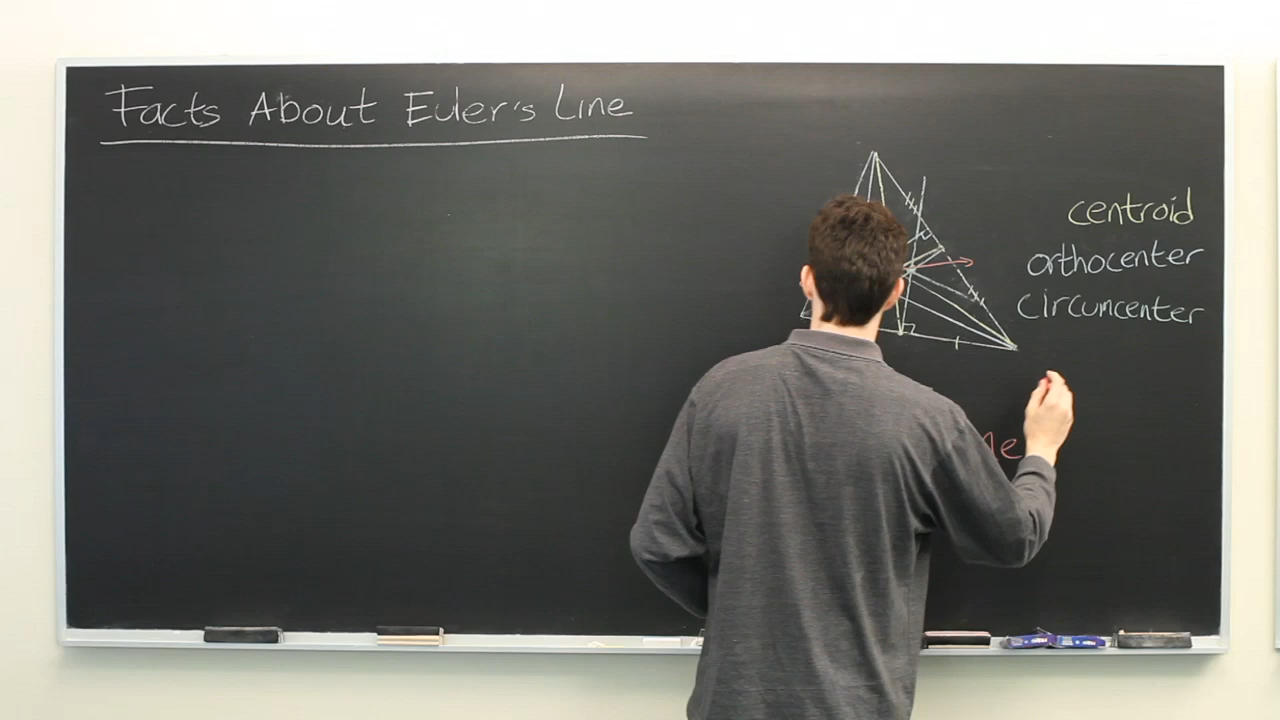 Facts About Euler's Line
centroid
orthocenter
circumcenter